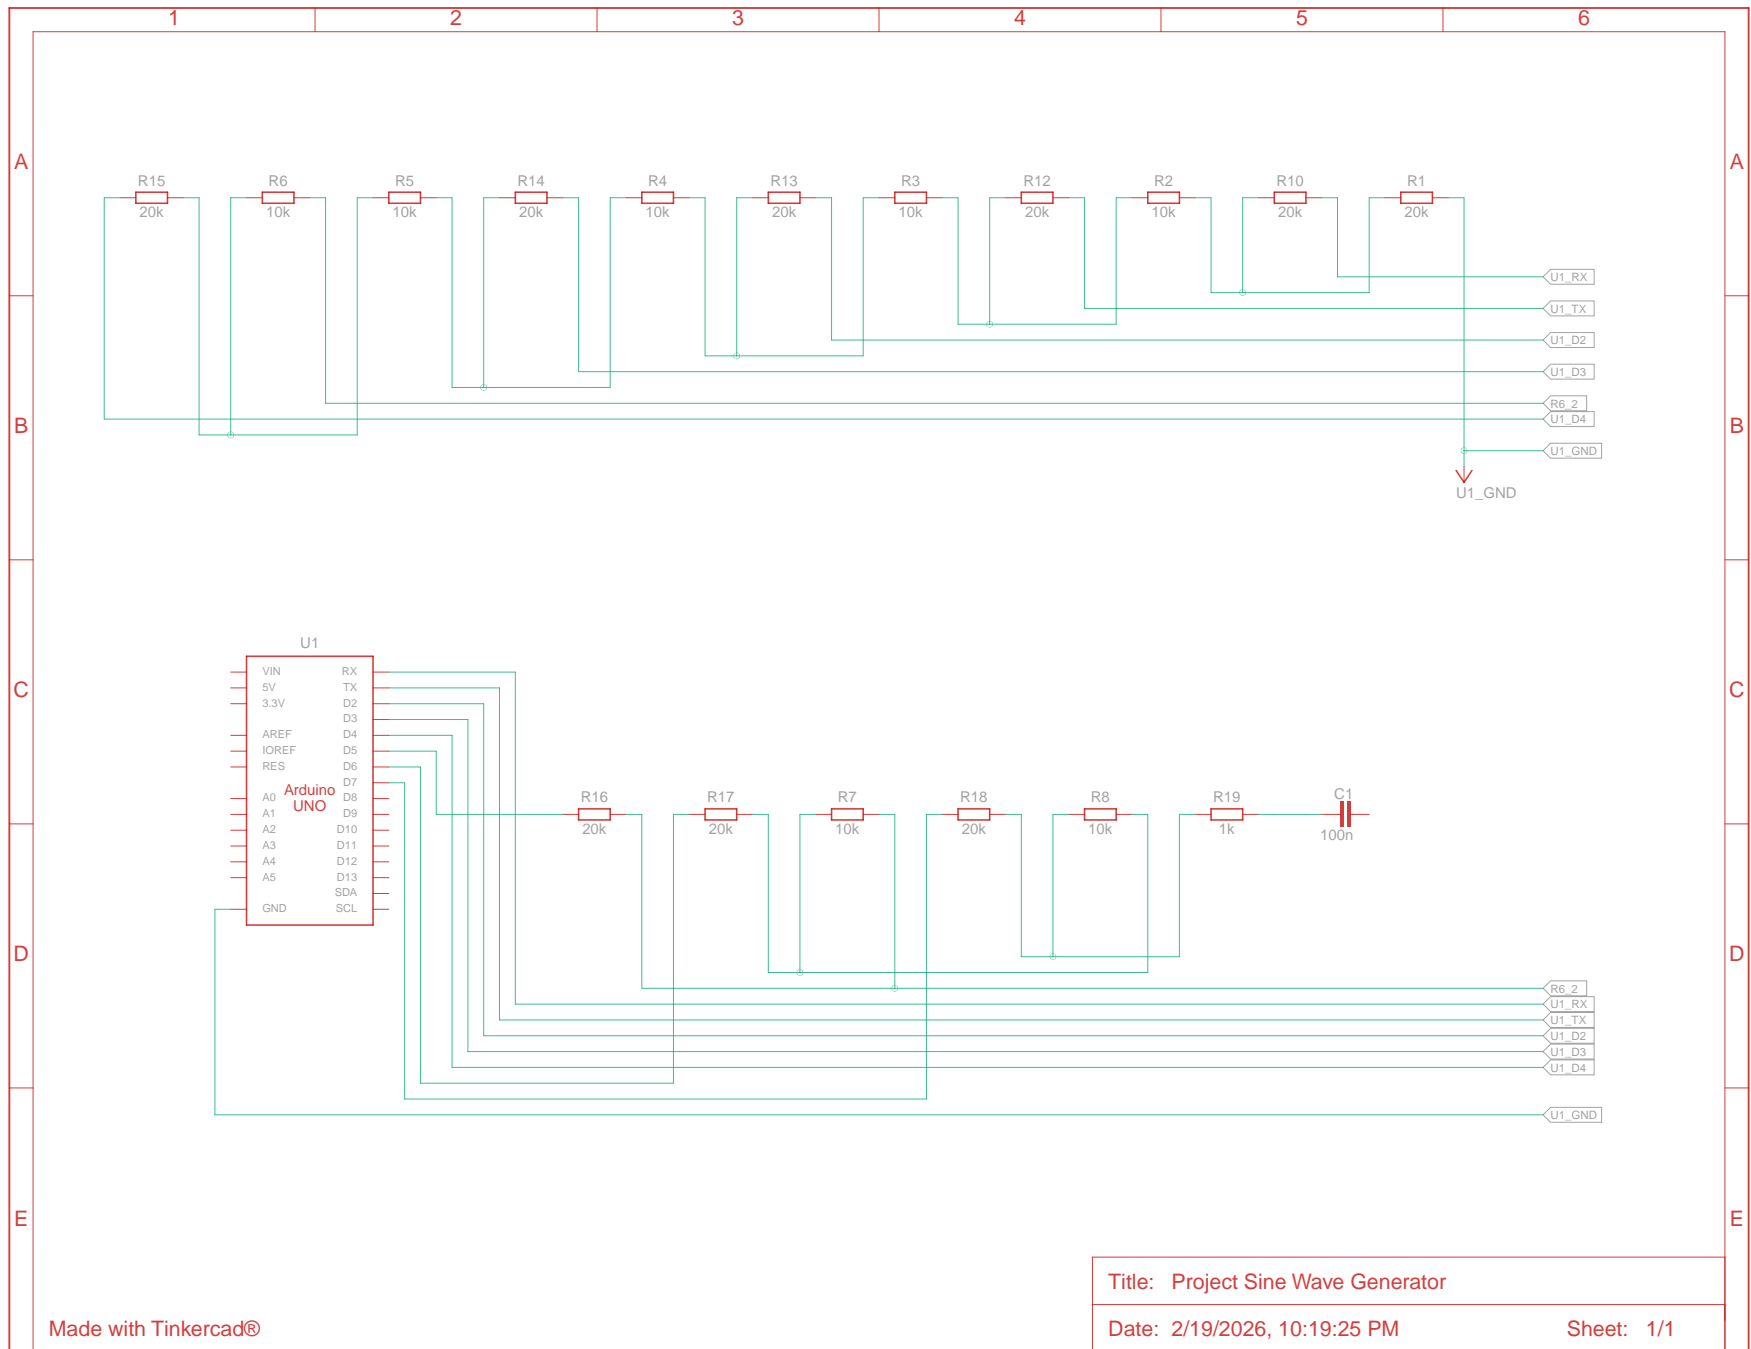 1 2 3 4 5 6
A A
R15 R6 R5 R14 R4 R13 R3 R12 R2 R10 R1
20k 10k 10k 20k 10k 20k 10k 20k 10k 20k 20k
U1_RX
U1_TX
U1_D2
U1_D3
R6_2
U1_D4
B B
U1_GND
U1_GND
U1
VIN RX
5V TX
3.3V D2
D3
AREF D4
IOREF D5
RES D6
D7
Arduino
UNO
A0 D8
A1 D9
A2 D10
A3 D11
A4 D12
A5 D13
SDA
GND SCL
C C
R16 R17 R7 R18 R8 R19 C1
20k 20k 10k 20k 10k 1k 100n
D D
R6_2
U1_RX
U1_TX
U1_D2
U1_D3
U1_D4
U1_GND
E E
Title: Project Sine Wave Generator
Made with Tinkercad®
Date: 2/19/2026, 10:19:25 PM Sheet: 1/1